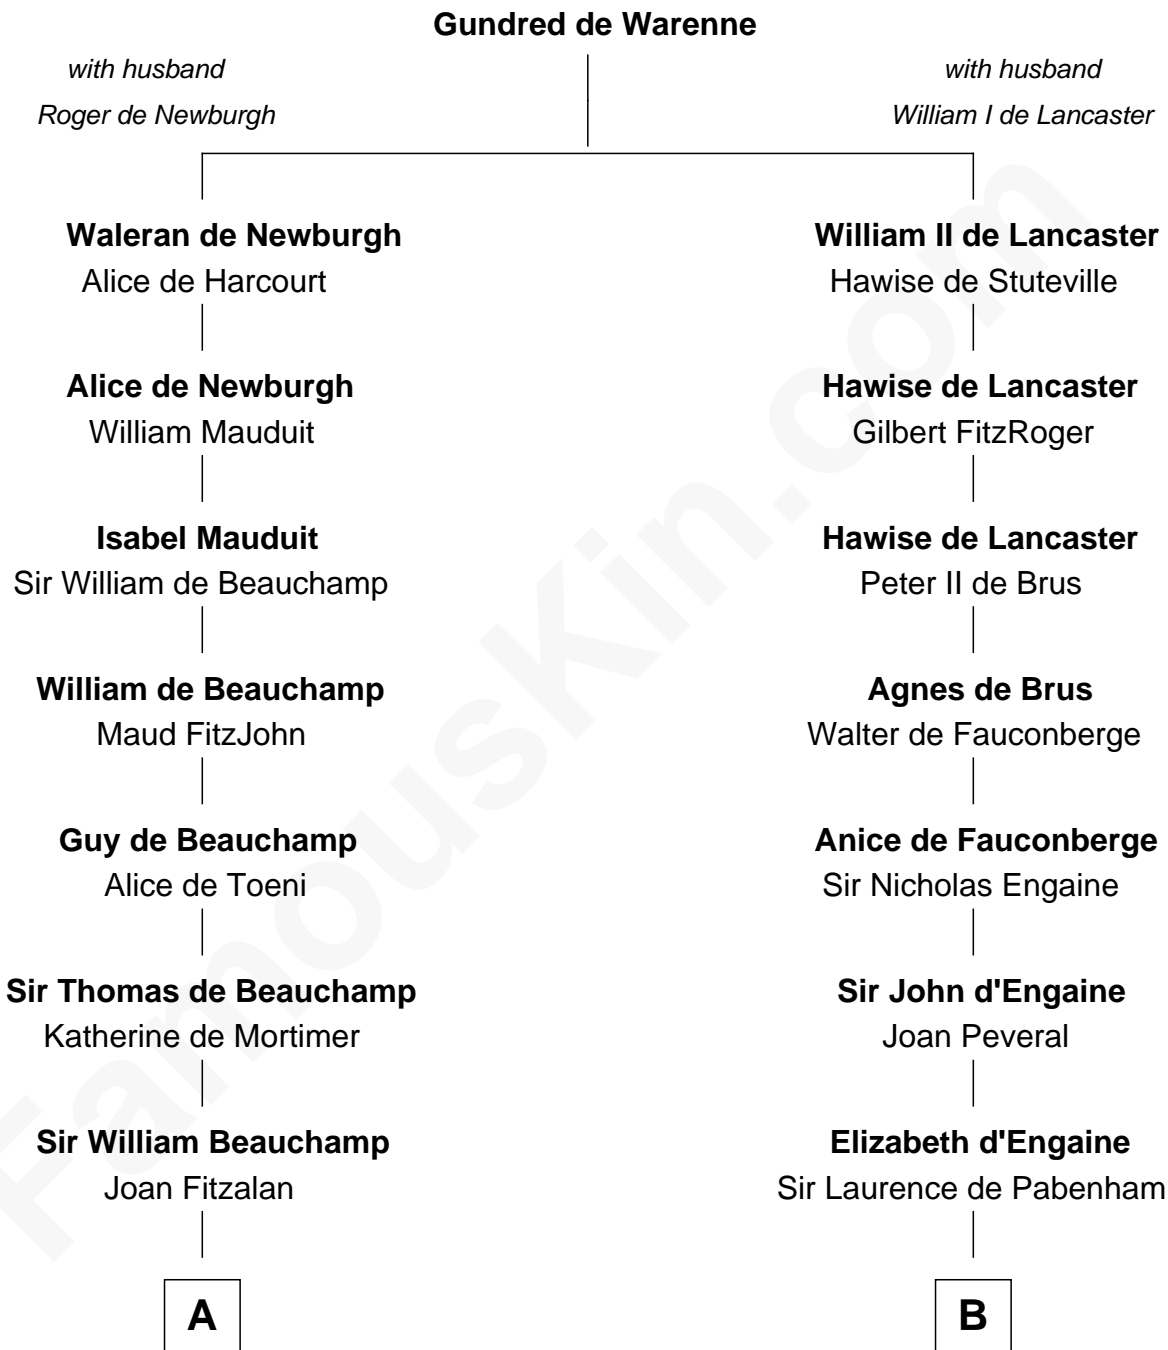 Gundred de Warenne
with husband
Roger de Newburgh
with husband
William I de Lancaster
Waleran de Newburgh
Alice de Harcourt
William II de Lancaster
Hawise de Stuteville
Alice de Newburgh
William Mauduit
Hawise de Lancaster
Gilbert FitzRoger
Isabel Mauduit
Sir William de Beauchamp
Hawise de Lancaster
Peter II de Brus
William de Beauchamp
Maud FitzJohn
Agnes de Brus
Walter de Fauconberge
Guy de Beauchamp
Alice de Toeni
Anice de Fauconberge
Sir Nicholas Engaine
Sir Thomas de Beauchamp
Katherine de Mortimer
Sir John d'Engaine
Joan Peveral
Sir William Beauchamp
Joan Fitzalan
Elizabeth d'Engaine
Sir Laurence de Pabenham
A
B
FamousKin.com